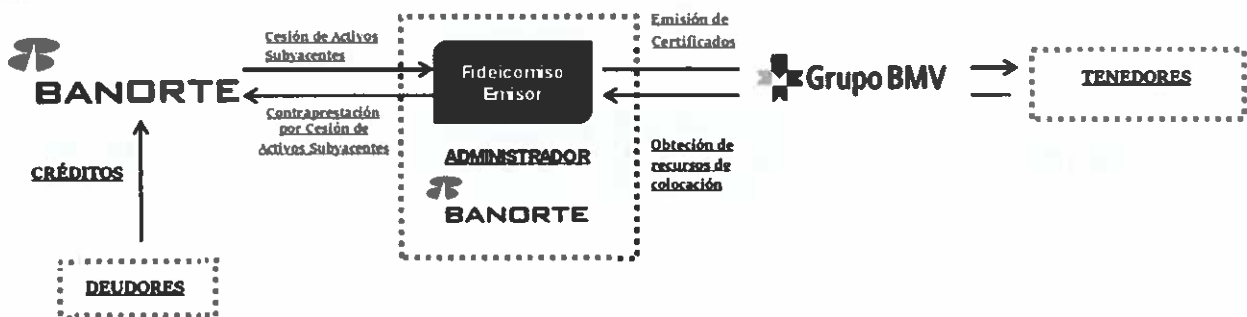 BANORTE
Cesión de Activos
Subyacentes
Contraprestación
por Cesión de
Activos Subyacentes
CRÉDITOS
DEUDORES
Fideicomiso
Emisor
ADMINISTRADOR
BANORTE
Emisión de
Certificados
Obteción de
recursos de
colocación
Grupo BMV
TENEDORES